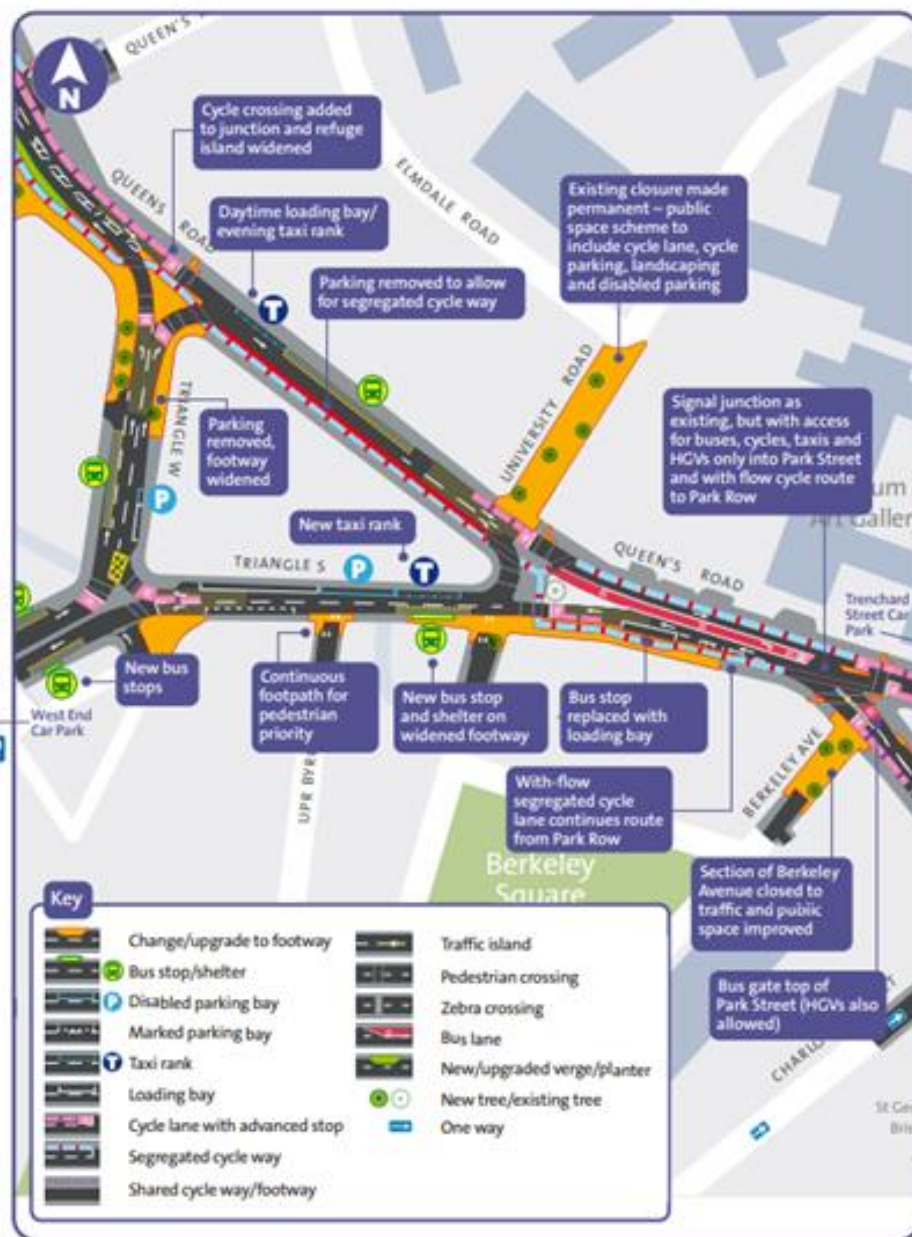 QUEEN'S
N
Cycle crossing added
to junction and refuge
island widened
QUEENS
ROAD
ELMDALE ROAD
Daytime loading bay/
evening taxi rank
T
Existing closure made
permanent – public
space scheme to
include cycle lane, cycle
parking, landscaping
and disabled parking
Parking removed to allow
for segregated cycle way
UNIVERSITY ROAD
TRIANGLE W
Parking
removed,
footway
widened
Signal junction as
existing, but with access
for buses, cycles, taxis and
HGVs only into Park Street
and with flow cycle route
to Park Row
um
Art Galler
P
New taxi rank
TRIANGLE S
P
T
QUEEN'S ROAD
Trenchard
Street Car
Park
New bus
stops
West End
Car Park
Continuous
footpath for
pedestrian
priority
New bus stop
and shelter on
widened footway
Bus stop
replaced with
loading bay
UPR BYR
BERKELEY AVE
With-flow
segregated cycle
lane continues route
from Park Row
Berkeley
Square
Section of Berkeley
Avenue closed to
traffic and public
space improved
Bus gate top of
Park Street (HGVs also
allowed)
CHARLO
K
St Ge
Bris
Key
Change/upgrade to footway
Bus stop/shelter
P Disabled parking bay
Marked parking bay
T Taxi rank
Loading bay
Cycle lane with advanced stop
Segregated cycle way
Shared cycle way/footway
Traffic island
Pedestrian crossing
Zebra crossing
Bus lane
New/upgraded verge/planter
New tree/existing tree
One way